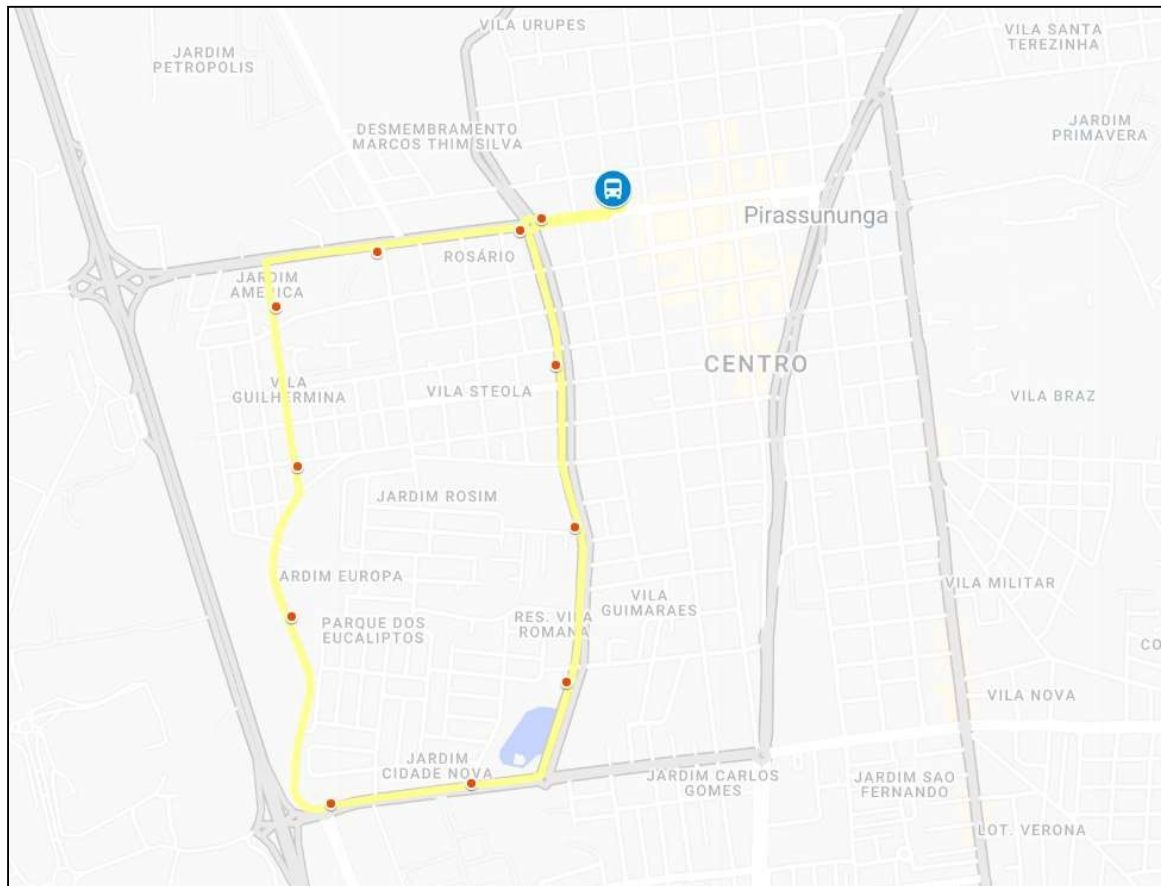 VILA URUPES
VILA SANTA
TEREZINHA
JARDIM
PETROPOLIS
JARDIM
PRIMAVERA
DESMEMBRAMENTO
MARCOS THIM SILVA
Pirassununga
ROSÁRIO
JARDIM
AMERICA
CENTRO
VILA
GUILHERMINA
VILA STEOLA
VILA BRAZ
JARDIM ROSIM
ARDIM EUROPA
VILA MILITAR
VILA
GUIMARAES
PARQUE DOS
EUCALIPTOS
RES. VILA
ROMANA
CO
VILA NOVA
JARDIM
CIDADE NOVA
JARDIM CARLOS
GOMES
JARDIM SAO
FERNANDO
LOT. VERONA